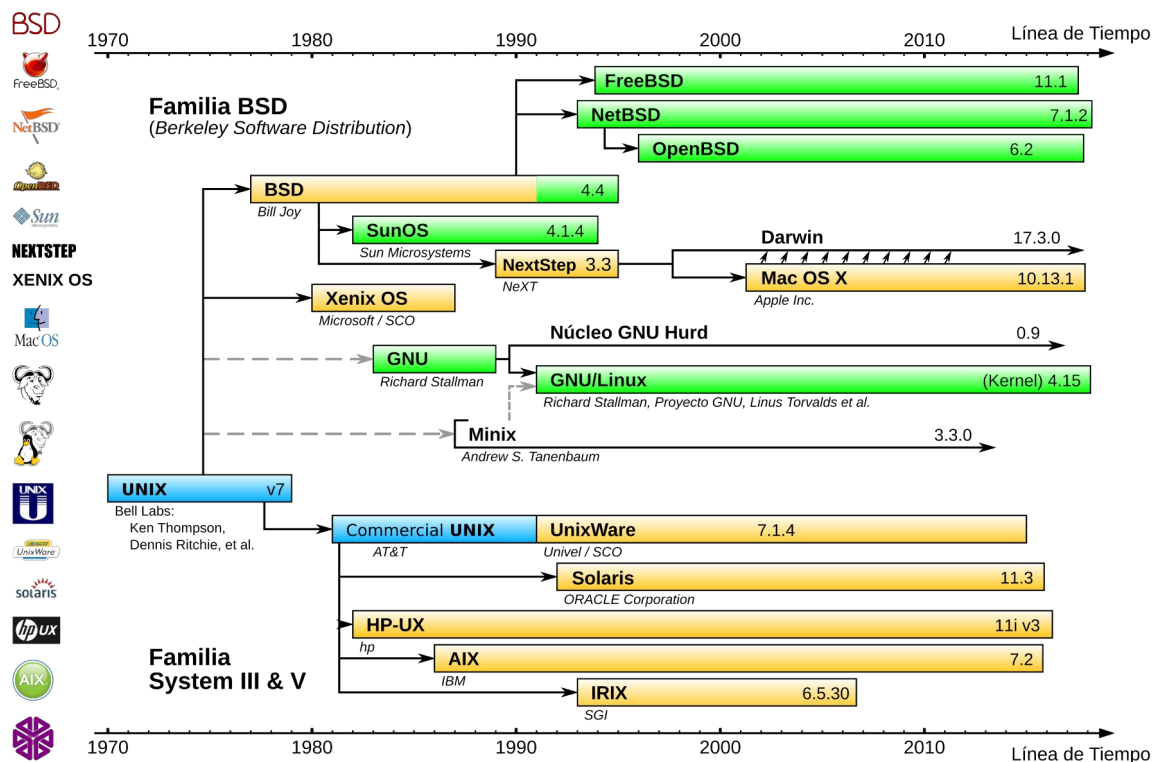 BSD
FreeBSD
NetBSD
OpenBSD
Sun
microsystems
NEXTSTEP
XENIX OS
Mac OS
UNIX
U
UnixWare
solaris
hp UX
AIX
1970 1980 1990 2000 2010 Línea de Tiempo
Familia BSD
(Berkeley Software Distribution)
FreeBSD 11.1
NetBSD 7.1.2
OpenBSD 6.2
BSD 4.4
Bill Joy
SunOS 4.1.4
Sun Microsystems
NextStep 3.3
NeXT
Darwin 17.3.0
Mac OS X 10.13.1
Apple Inc.
Xenix OS
Microsoft / SCO
Núcleo GNU Hurd 0.9
GNU
Richard Stallman
GNU/Linux (Kernel) 4.15
Richard Stallman, Proyecto GNU, Linus Torvalds et al.
Minix 3.3.0
Andrew S. Tanenbaum
UNIX v7
Bell Labs:
Ken Thompson,
Dennis Ritchie, et al.
Commercial UNIX
AT&T
UnixWare 7.1.4
Univel / SCO
Solaris 11.3
ORACLE Corporation
HP-UX 11i v3
hp
AIX 7.2
IBM
IRIX 6.5.30
SGI
Familia
System III & V
1970 1980 1990 2000 2010 Línea de Tiempo